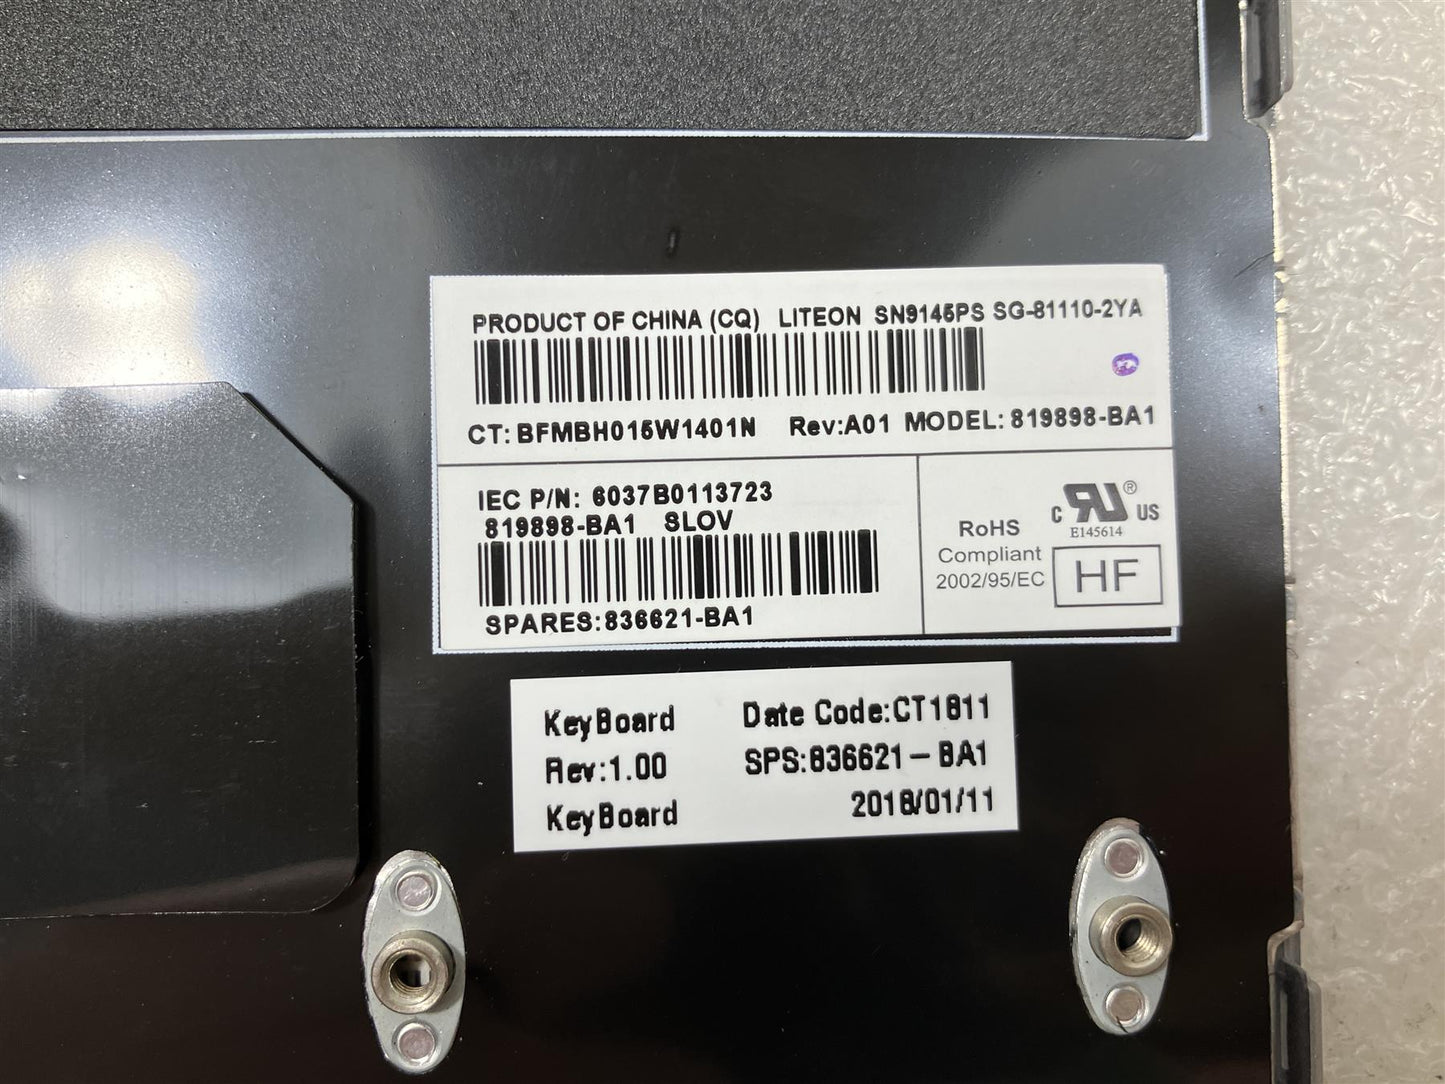 PRODUCT OF CHINA (CQ) LITEON SN9145PS SG-81110-2YA
CT: BFMBH015W1401N Rev:A01 MODEL: 819898-BA1
IEC P/N: 6037B0113723
819898-BA1 SLOV
SPARES:836621-BA1
RoHS
Compliant
2002/95/EC
c RU ® US
E145614
HF
KeyBoard Date Code:CT1811
Rev:1.00 SPS:836621-BA1
KeyBoard 2018/01/11